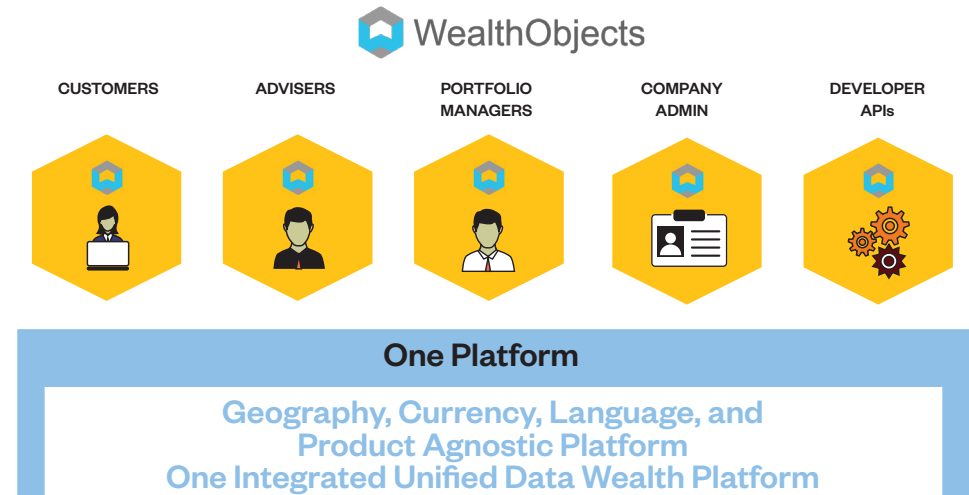 WealthObjects
CUSTOMERS
ADVISERS
PORTFOLIO
MANAGERS
COMPANY
ADMIN
DEVELOPER
APIs
One Platform
Geography, Currency, Language, and
Product Agnostic Platform
One Integrated Unified Data Wealth Platform